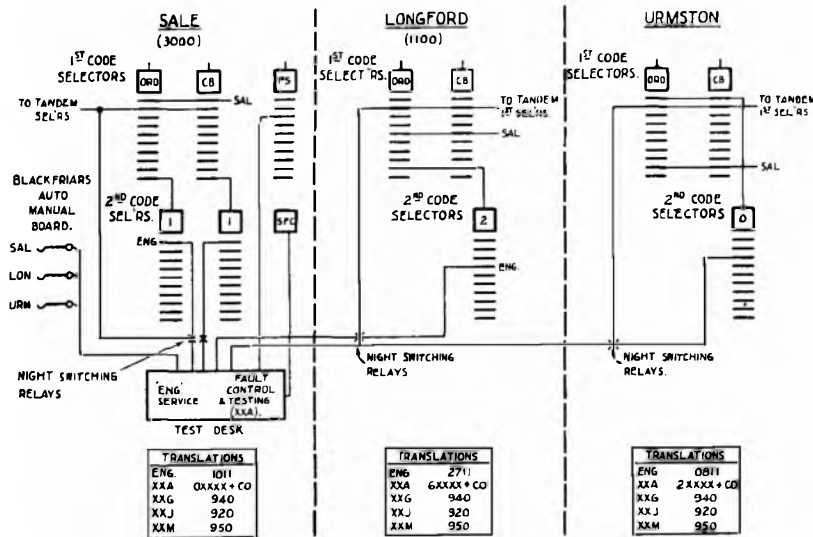 SALE
(3000)
1ST CODE
SELECTORS
ORD
CB
1ST S
SAL
TO TANDEM
SEL'RS
BLACKFRIARS
AUTO
MANUAL
BOARD.
2ND CODE
SEL'RS.
1
1
SPC
ENG
SAL
LON
URM
NIGHT SWITCHING
RELAYS
'ENG'
SERVICE
FAULT
CONTROL
& TESTING
(XXA).
TEST DESK
TRANSLATIONS
ENG. 1011
XXA 0XXXX + CO
XXG 940
XXJ 920
XXM 950
LONGFORD
(1100)
1ST CODE
SELECT'RS.
ORD
CB
TO TANDEM
1ST SEL'RS
SAL
2ND CODE
SELECTORS
2
ENG.
NIGHT SWITCHING
RELAYS
TRANSLATIONS
ENG 2711
XXA 6XXXX + CO
XXG 940
XXJ 920
XXM 950
URMSTON
1ST CODE
SELECTORS.
ORD
CB
TO TANDEM
1ST SEL'RS
SAL
2ND CODE
SELECTORS
0
NIGHT SWITCHING
RELAYS.
TRANSLATIONS
ENG 0811
XXA 2XXXX + CO
XXG 940
XXJ 920
XXM 950